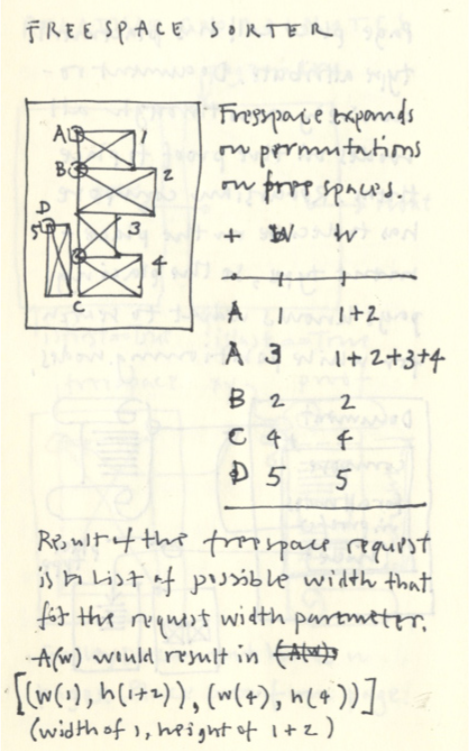 FREESPACE SORTER
Freespace expands
on permutations
on free spaces.
A 1
B 2
D
5 3
4
C
+ W W
A 1 1+2
A 3 1+2+3+4
B 2 2
C 4 4
D 5 5
Result of the freespace request
is a list of possible width that
fit the request width parameter.
A(w) would result in
[(w(1), h(1+2)), (w(4), h(4))]
(width of 1, height of 1+2)